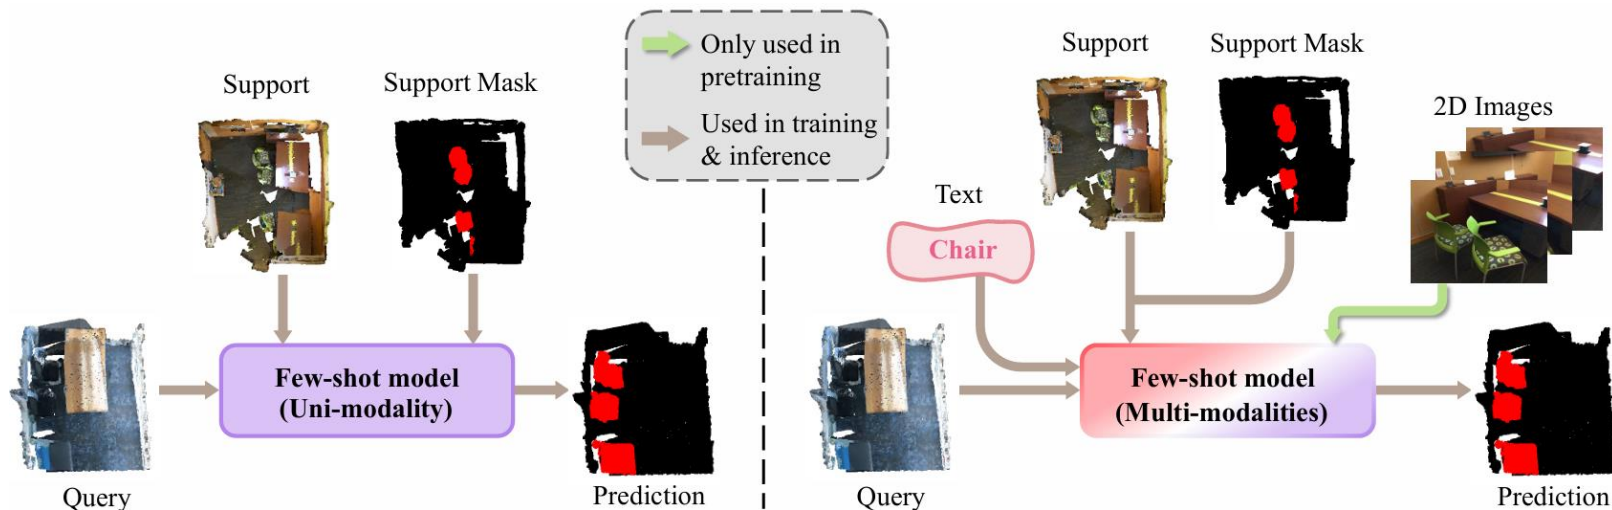 Support
Support Mask
Few-shot model
(Uni-modality)
Query
Prediction
Only used in
pretraining
Used in training
& inference
Support
Support Mask
2D Images
Text
Chair
Few-shot model
(Multi-modalities)
Query
Prediction